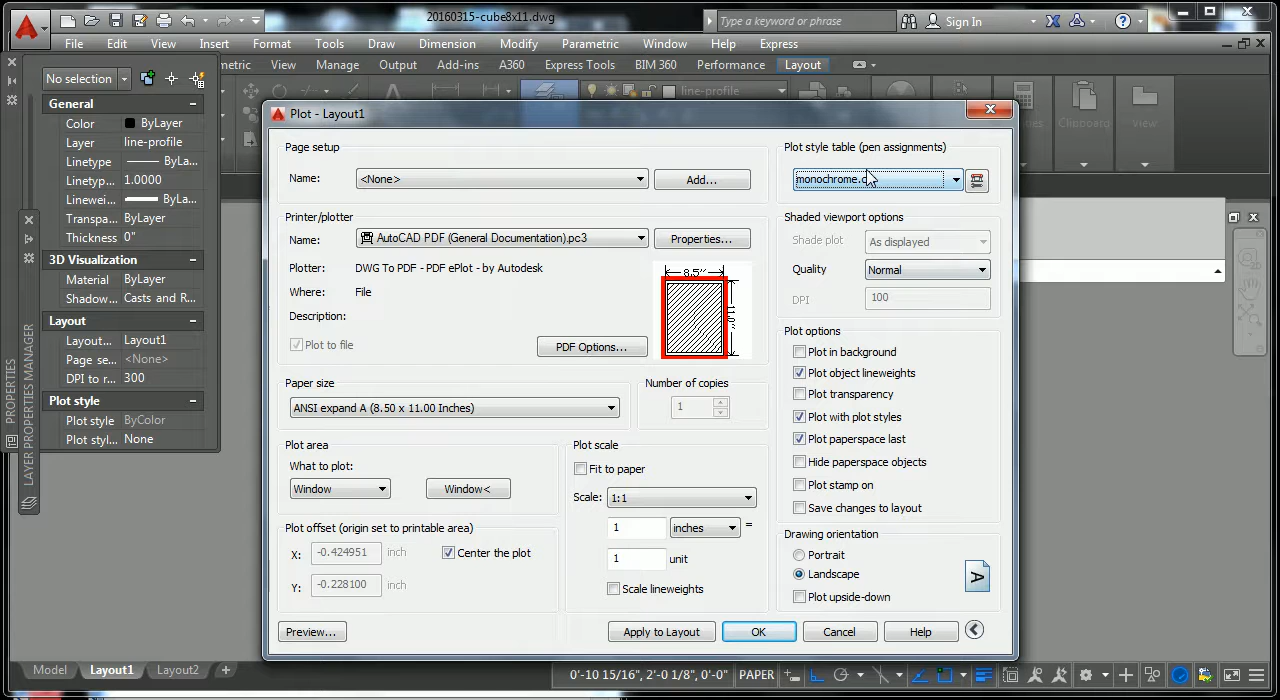 20160315-cube8x11.dwg
Type a keyword or phrase
Sign In
File Edit View Insert Format Tools Draw Dimension Modify Parametric Window Help Express
View Manage Output Add-ins A360 Express Tools BIM 360 Performance Layout
No selection
General
Color ByLayer
Layer line-profile
Linetype ByLa...
Linetyp... 1.0000
Linewei... ByLa...
Transpa... ByLayer
Thickness 0"
3D Visualization
Material ByLayer
Shadow... Casts and R...
Layout
Layout... Layout1
Page se... <None>
DPI to r... 300
Plot style
Plot style ByColor
Plot styl... None
PROPERTIES
LAYER PROPERTIES MANAGER
line-profile
Clipboard
View
Plot - Layout1
Page setup
Name: <None> Add...
Printer/plotter
Name: AutoCAD PDF (General Documentation).pc3 Properties...
Plotter: DWG To PDF - PDF ePlot - by Autodesk
Where: File
Description:
Plot to file
PDF Options...
8.5''
Paper size
ANSI expand A (8.50 x 11.00 Inches)
Number of copies
1
Plot area
What to plot:
Window Window<
Plot offset (origin set to printable area)
X: -0.424951 inch Center the plot
Y: -0.228100 inch
Plot scale
Fit to paper
Scale: 1:1
1 inches =
1 unit
Scale lineweights
Plot style table (pen assignments)
Shaded viewport options
Shade plot As displayed
Quality Normal
DPI 100
Plot options
Plot in background
Plot object lineweights
Plot transparency
Plot with plot styles
Plot paperspace last
Hide paperspace objects
Plot stamp on
Save changes to layout
Drawing orientation
Portrait
Landscape
Plot upside-down
A
Preview... Apply to Layout OK Cancel Help
Model Layout1 Layout2 +
0'-10 15/16", 2'-0 1/8", 0'-0" PAPER